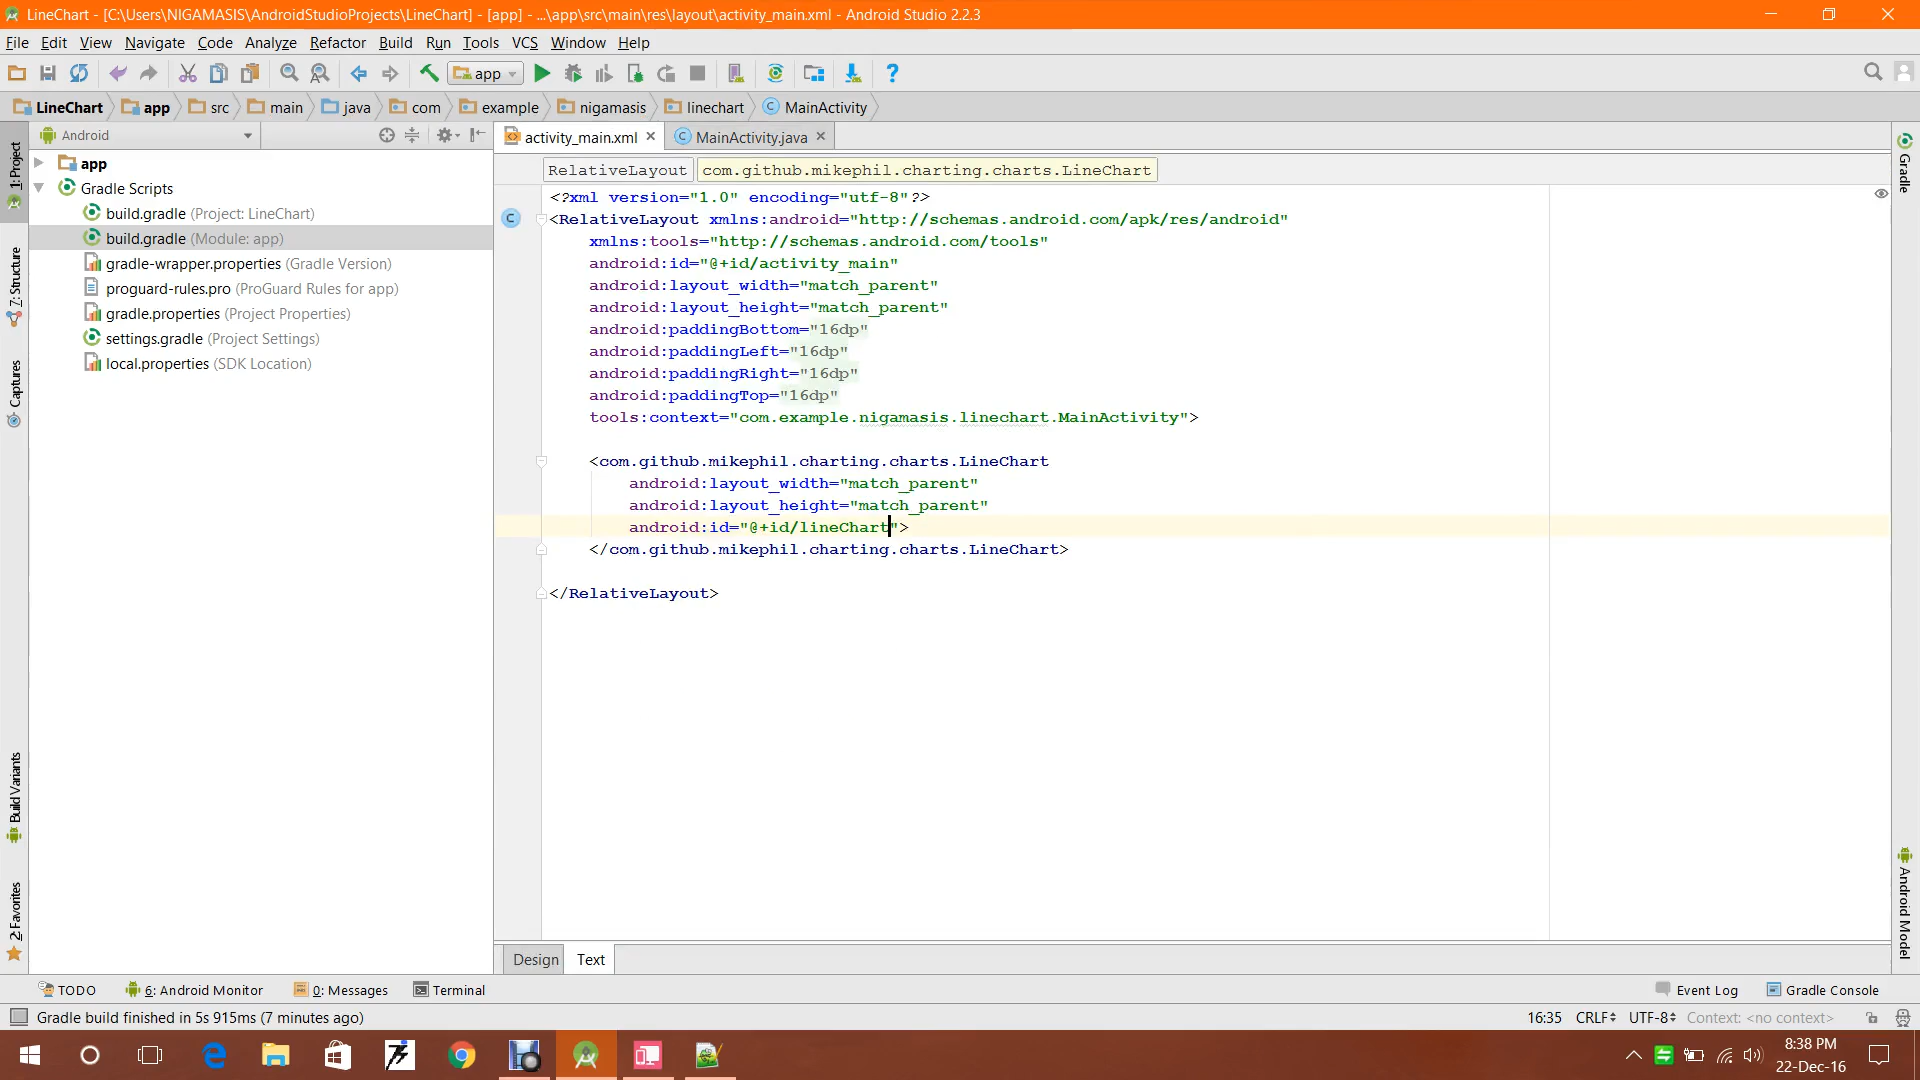 LineChart - [C:\Users\NIGAMASIS\AndroidStudioProjects\LineChart] - [app] - ...\app\src\main\res\layout\activity_main.xml - Android Studio 2.2.3
File Edit View Navigate Code Analyze Refactor Build Run Tools VCS Window Help
app
LineChart app src main java com example nigamasis linechart MainActivity
Android
activity_main.xml MainActivity.java
RelativeLayout com.github.mikephil.charting.charts.LineChart
1: Project
7: Structure
Captures
Build Variants
2: Favorites
app
Gradle Scripts
build.gradle (Project: LineChart)
build.gradle (Module: app)
gradle-wrapper.properties (Gradle Version)
proguard-rules.pro (ProGuard Rules for app)
gradle.properties (Project Properties)
settings.gradle (Project Settings)
local.properties (SDK Location)
<?xml version="1.0" encoding="utf-8"?>
<RelativeLayout xmlns:android="http://schemas.android.com/apk/res/android"
xmlns:tools="http://schemas.android.com/tools"
android:id="@+id/activity_main"
android:layout_width="match_parent"
android:layout_height="match_parent"
android:paddingBottom="16dp"
android:paddingLeft="16dp"
android:paddingRight="16dp"
android:paddingTop="16dp"
tools:context="com.example.nigamasis.linechart.MainActivity">
<com.github.mikephil.charting.charts.LineChart
android:layout_width="match_parent"
android:layout_height="match_parent"
android:id="@+id/lineChart">
</com.github.mikephil.charting.charts.LineChart>
</RelativeLayout>
Gradle
Android Model
Design Text
TODO 6: Android Monitor 0: Messages Terminal Event Log Gradle Console
Gradle build finished in 5s 915ms (7 minutes ago) 16:35 CRLF UTF-8 Context: <no context>
8:38 PM
22-Dec-16